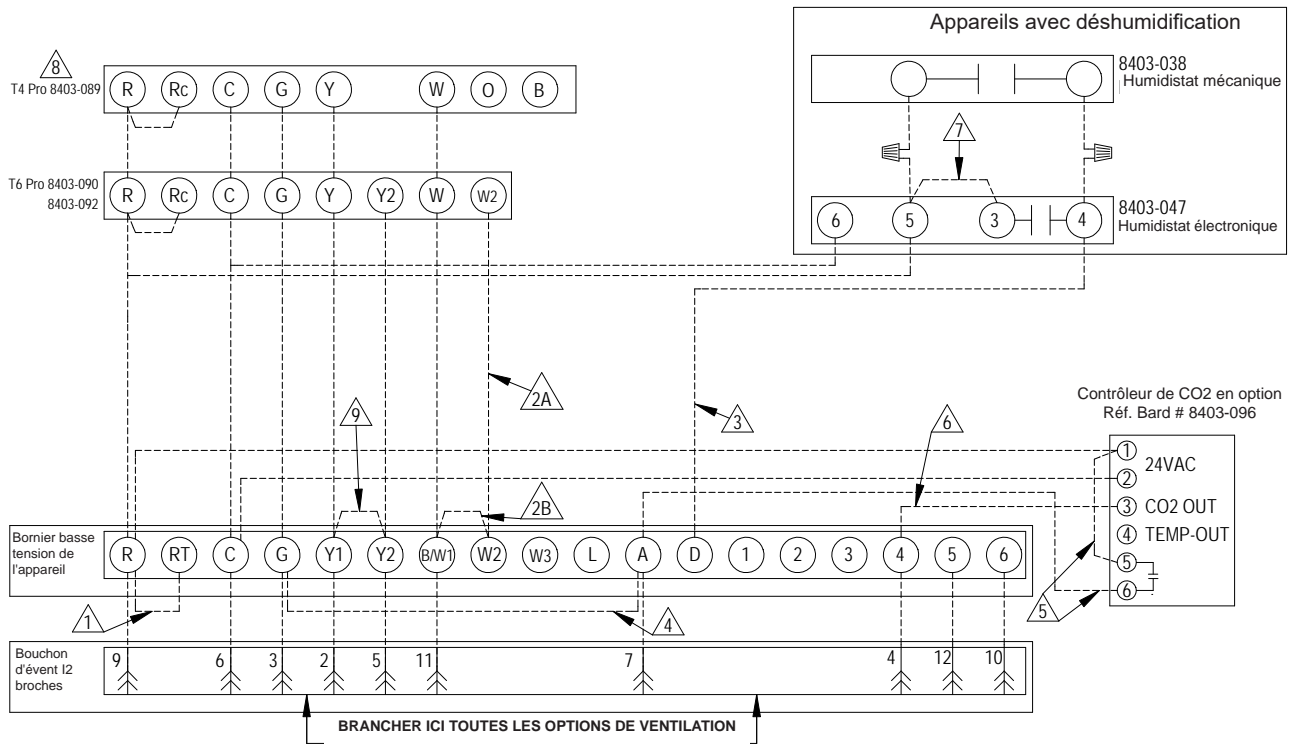 Appareils avec déshumidification
8
T4 Pro 8403-089
R Rc C G Y W O B
8403-038
Humidistat mécanique
7
T6 Pro 8403-090
8403-092
R Rc C G Y Y2 W W2
6 5 3 4
8403-047
Humidistat électronique
2A
9
3
6
Contrôleur de CO2 en option
Réf. Bard # 8403-096
1
24VAC
2
3 CO2 OUT
4 TEMP-OUT
5
6
2B
Bornier basse
tension de
l'appareil
R RT C G Y1 Y2 B/W1 W2 W3 L A D 1 2 3 4 5 6
1
4
5
Bouchon
d'évent I2
broches
9 6 3 2 5 11 7 4 12 10
BRANCHER ICI TOUTES LES OPTIONS DE VENTILATION